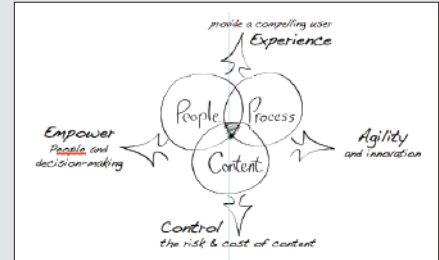 provide a compelling user
Experience
People
Process
Empower
People and
decision-making
Agility
and innovation
Content
Control
the risk & cost of content